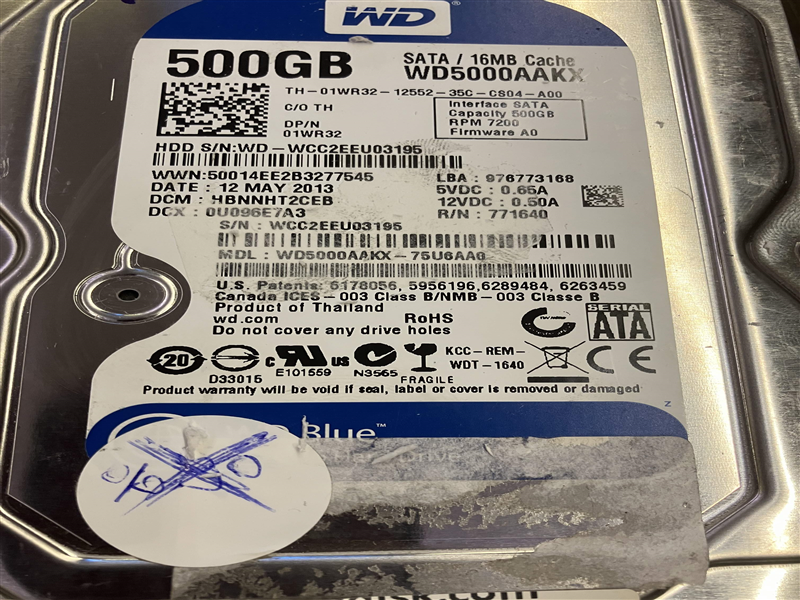 WD
500GB
SATA / 16MB Cache
WD5000AAKX
TH-01WR32-12552-35C-CS04-A00
C/O TH
DP/N
01WR32
Interface SATA
Capacity 500GB
RPM 7200
Firmware A0
HDD S/N:WD-WCC2EEU03195
WWN:50014EE2B3277545
DATE : 12 MAY 2013
DCM : HBNNHT2CEB
DCX : 0U096E7A3
LBA : 976773168
5VDC : 0.65A
12VDC : 0.50A
R/N : 771640
S/N : WCC2EEU03195
MDL : WD5000AAKX-75U6AA0
U.S. Patents: 6178056, 5956196,6289484, 6263459
Canada ICES-003 Class B/NMB-003 Classe B
Product of Thailand
wd.com RoHS
Do not cover any drive holes
SERIAL
ATA
20
D33015
E101559
c UR us
N3565
FRAGILE
KCC-REM-
WDT-1640
CE
Product warranty will be void if seal, label or cover is removed or damaged
Z
Blue™
Drive